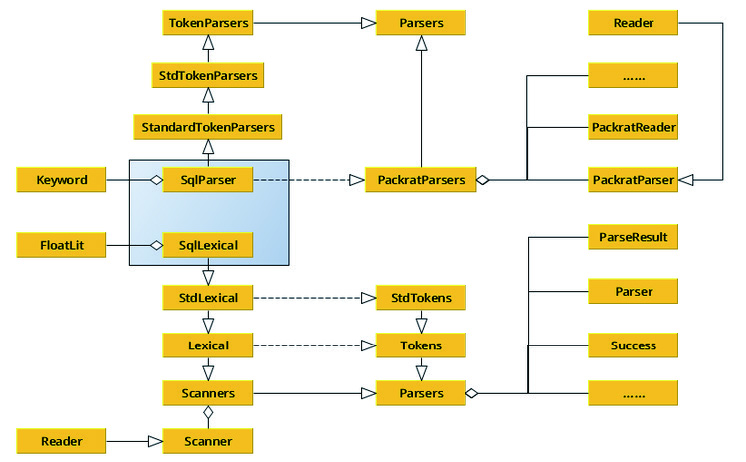 TokenParsers
Parsers
Reader
StdTokenParsers
......
StandardTokenParsers
PackratReader
Keyword
SqlParser
PackratParsers
PackratParser
FloatLit
SqlLexical
ParseResult
StdLexical
StdTokens
Parser
Lexical
Tokens
Success
Scanners
Parsers
......
Reader
Scanner